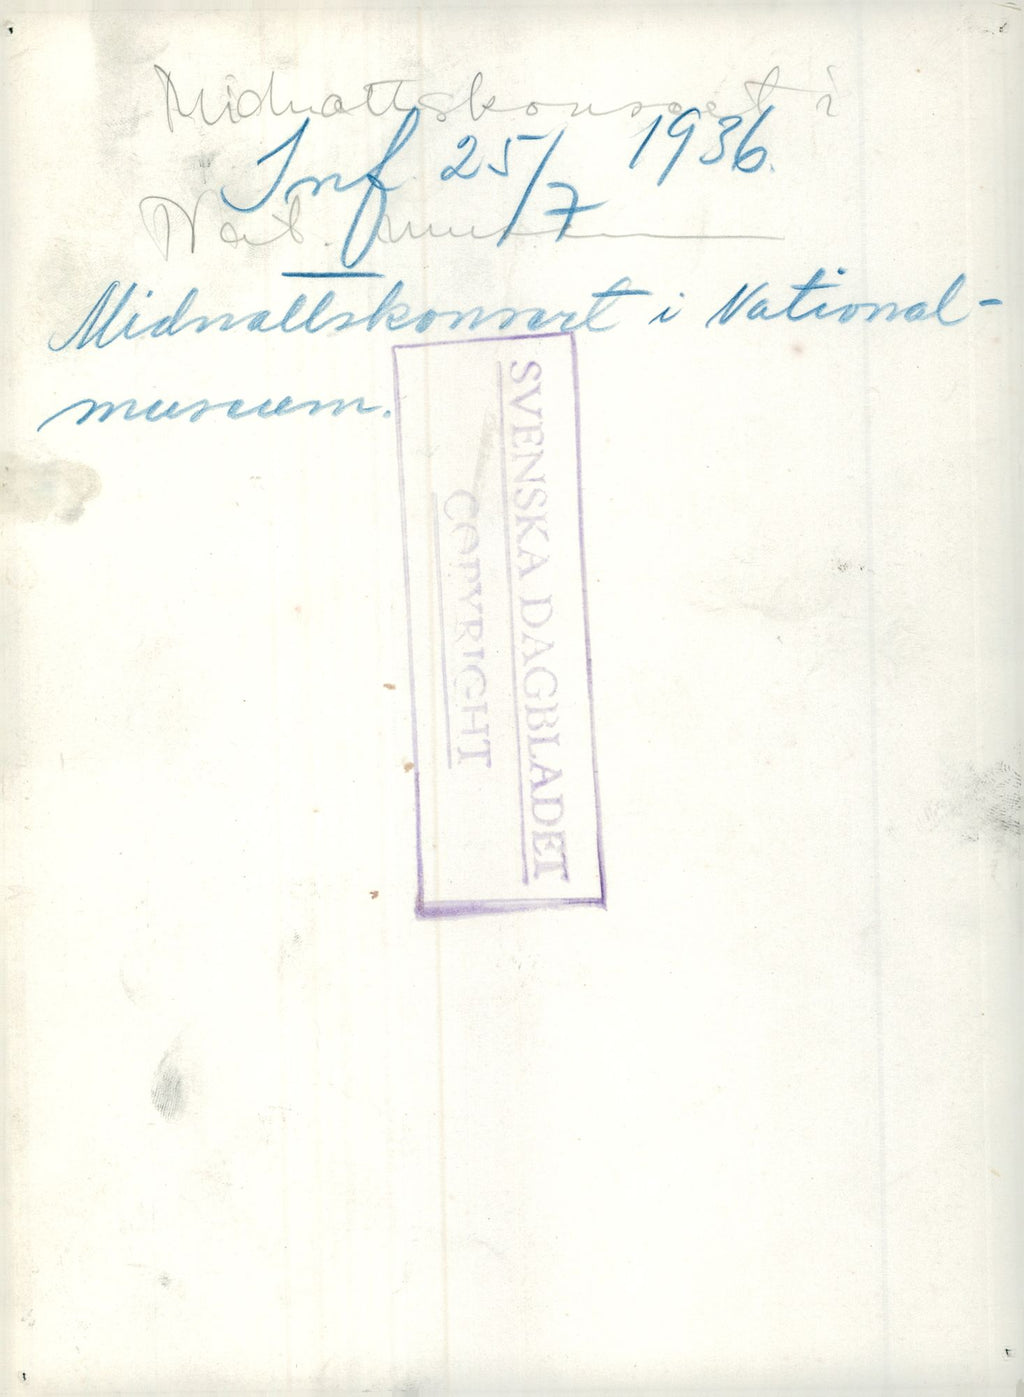 Midnattskonsert i
Inf 25/7 1936.
Nat. mus
Midnattskonsert i National-
museum.
SVENSKA DAGBLADET
COPYRIGHT